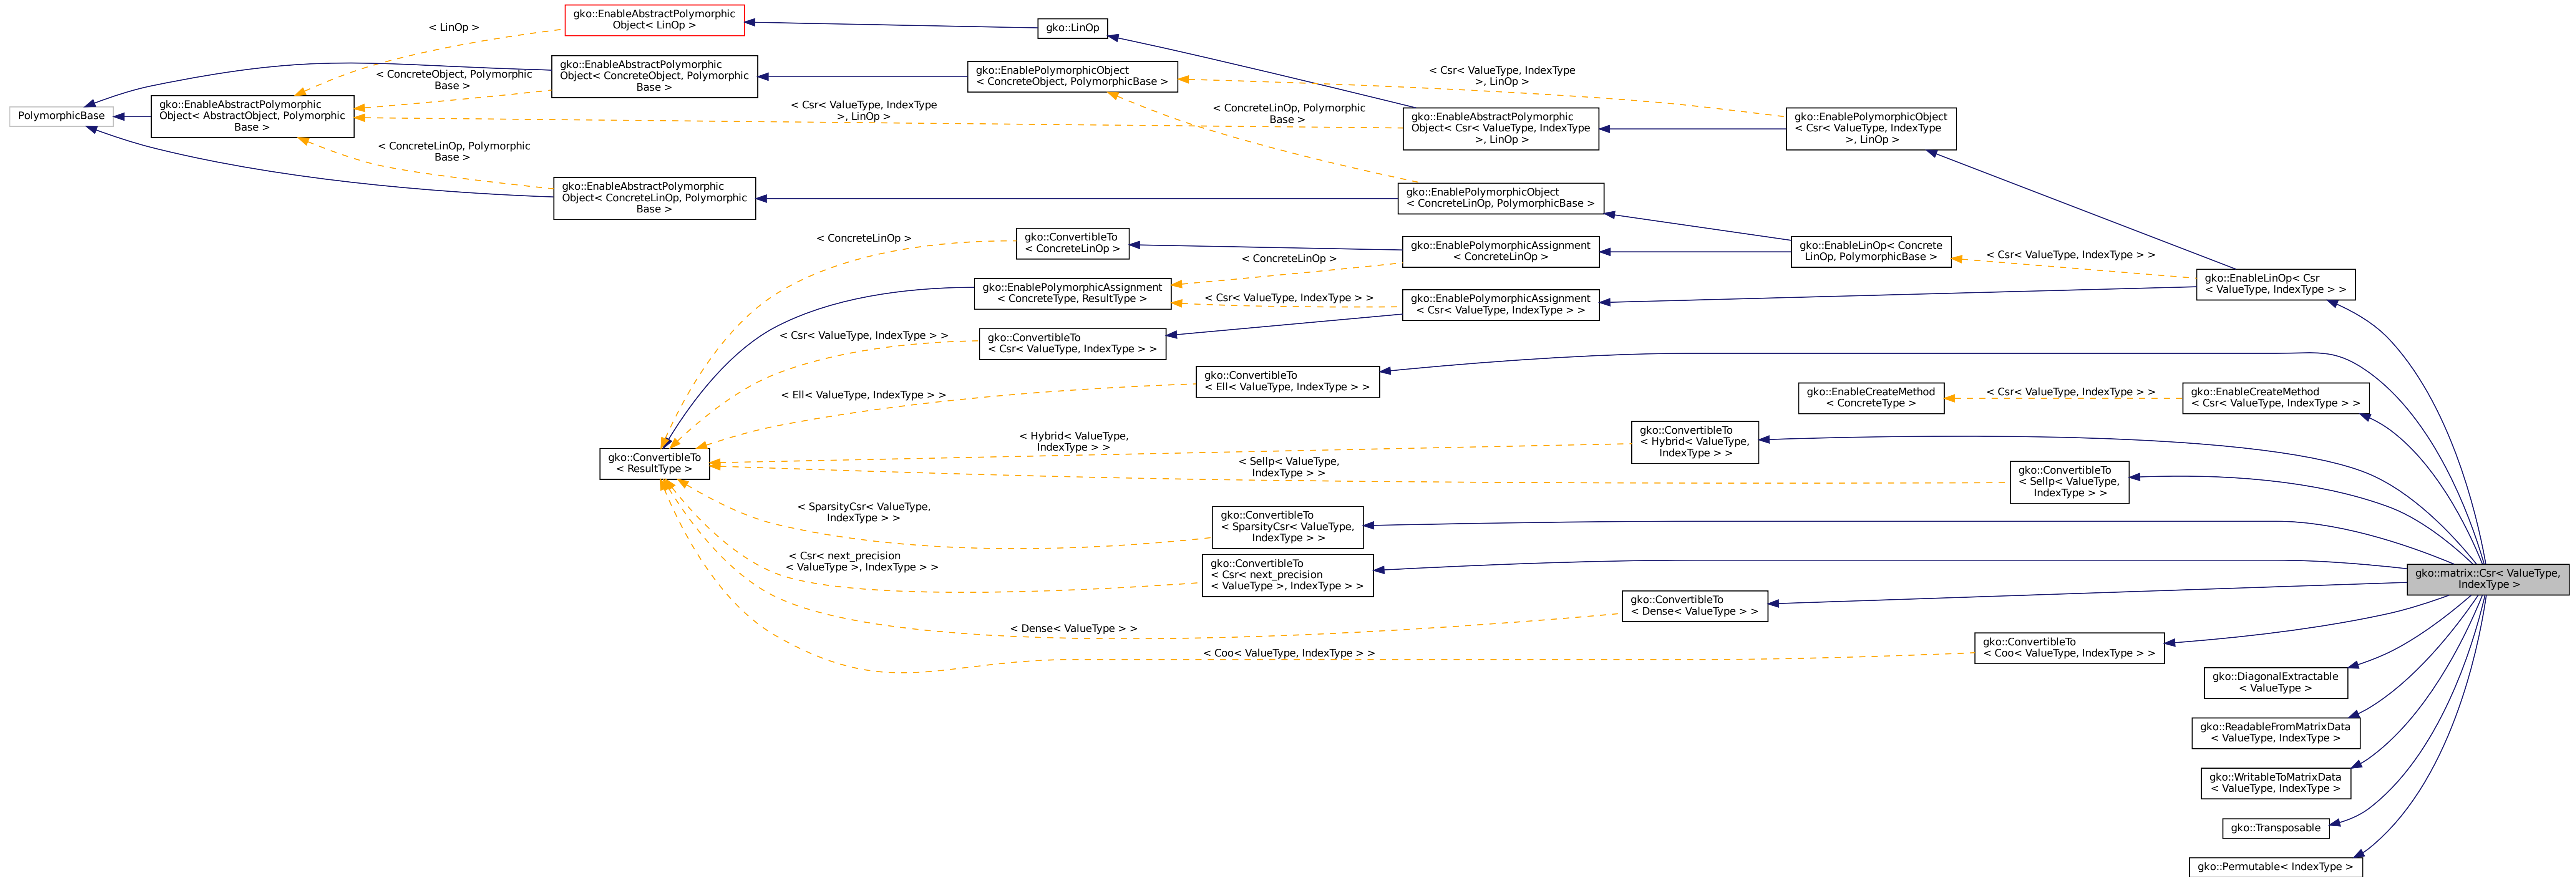 gko::EnableAbstractPolymorphic
Object< LinOp >
< LinOp >
gko::LinOp
gko::EnableAbstractPolymorphic
Object< ConcreteObject, Polymorphic
Base >
< ConcreteObject, Polymorphic
Base >
gko::EnablePolymorphicObject
< ConcreteObject, PolymorphicBase >
< Csr< ValueType, IndexType
>, LinOp >
PolymorphicBase
gko::EnableAbstractPolymorphic
Object< AbstractObject, Polymorphic
Base >
< Csr< ValueType, IndexType
>, LinOp >
< ConcreteLinOp, Polymorphic
Base >
gko::EnableAbstractPolymorphic
Object< Csr< ValueType, IndexType
>, LinOp >
gko::EnablePolymorphicObject
< Csr< ValueType, IndexType
>, LinOp >
< ConcreteLinOp, Polymorphic
Base >
gko::EnableAbstractPolymorphic
Object< ConcreteLinOp, Polymorphic
Base >
gko::EnablePolymorphicObject
< ConcreteLinOp, PolymorphicBase >
< ConcreteLinOp >
gko::ConvertibleTo
< ConcreteLinOp >
gko::EnablePolymorphicAssignment
< ConcreteLinOp >
gko::EnableLinOp< Concrete
LinOp, PolymorphicBase >
< Csr< ValueType, IndexType > >
< ConcreteLinOp >
gko::EnableLinOp< Csr
< ValueType, IndexType > >
gko::EnablePolymorphicAssignment
< ConcreteType, ResultType >
< Csr< ValueType, IndexType > >
gko::EnablePolymorphicAssignment
< Csr< ValueType, IndexType > >
< Csr< ValueType, IndexType > >
gko::ConvertibleTo
< Csr< ValueType, IndexType > >
gko::ConvertibleTo
< Ell< ValueType, IndexType > >
< Ell< ValueType, IndexType > >
gko::EnableCreateMethod
< ConcreteType >
< Csr< ValueType, IndexType > >
gko::EnableCreateMethod
< Csr< ValueType, IndexType > >
gko::ConvertibleTo
< ResultType >
< Hybrid< ValueType,
IndexType > >
gko::ConvertibleTo
< Hybrid< ValueType,
IndexType > >
< Sellp< ValueType,
IndexType > >
gko::ConvertibleTo
< Sellp< ValueType,
IndexType > >
< SparsityCsr< ValueType,
IndexType > >
gko::ConvertibleTo
< SparsityCsr< ValueType,
IndexType > >
< Csr< next_precision
< ValueType >, IndexType > >
gko::ConvertibleTo
< Csr< next_precision
< ValueType >, IndexType > >
gko::matrix::Csr< ValueType,
IndexType >
< Dense< ValueType > >
gko::ConvertibleTo
< Dense< ValueType > >
< Coo< ValueType, IndexType > >
gko::ConvertibleTo
< Coo< ValueType, IndexType > >
gko::DiagonalExtractable
< ValueType >
gko::ReadableFromMatrixData
< ValueType, IndexType >
gko::WritableToMatrixData
< ValueType, IndexType >
gko::Transposable
gko::Permutable< IndexType >